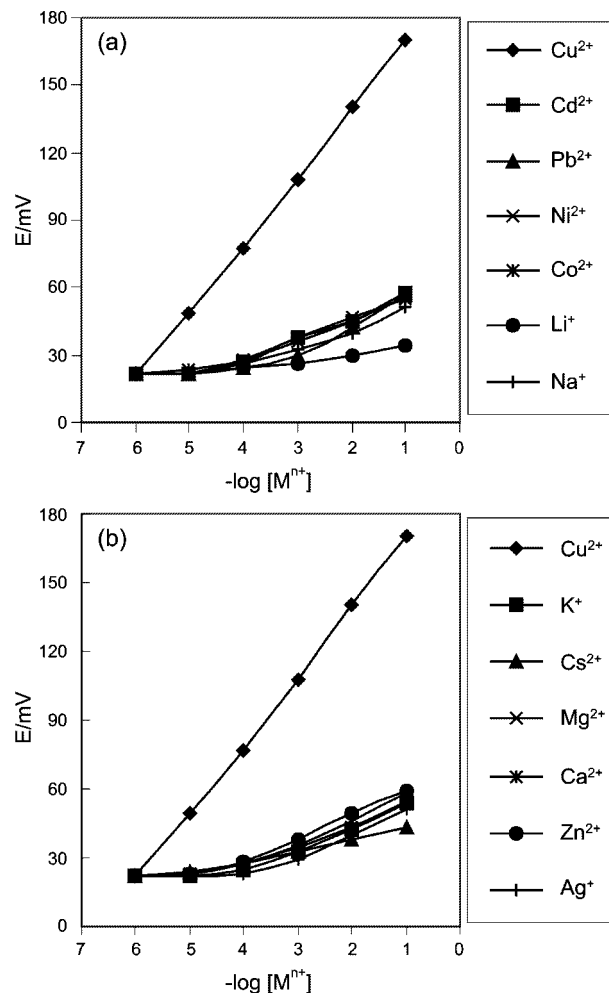 (a)
E/mV
180
150
120
90
60
30
0
7 6 5 4 3 2 1 0
-log [Mⁿ⁺]
Cu²⁺
Cd²⁺
Pb²⁺
Ni²⁺
Co²⁺
Li⁺
Na⁺
(b)
E/mV
180
150
120
90
60
30
0
7 6 5 4 3 2 1 0
-log [Mⁿ⁺]
Cu²⁺
K⁺
Cs²⁺
Mg²⁺
Ca²⁺
Zn²⁺
Ag⁺